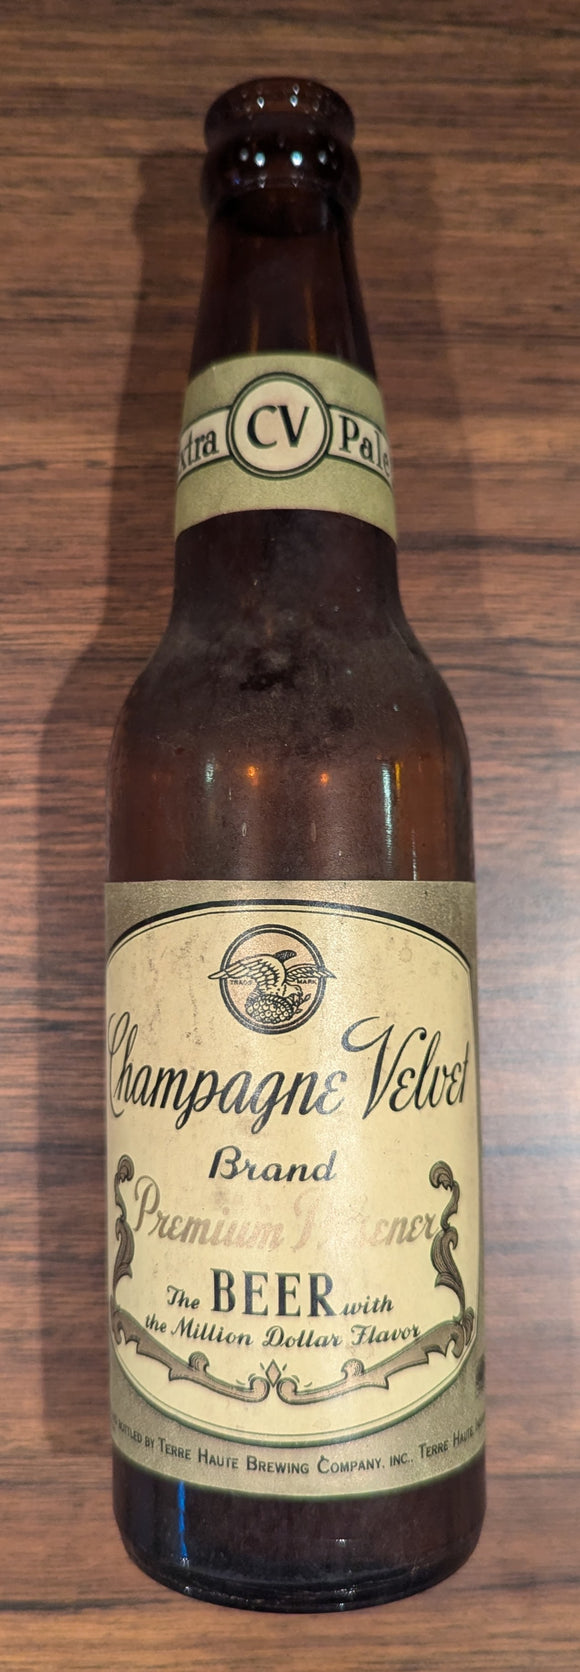 CV
Pale
TRADE MARK
Champagne Velvet
Brand
Premium
The BEER with
the Million Dollar Flavor
BOTTLED BY TERRE HAUTE BREWING COMPANY, INC., TERRE HAUTE